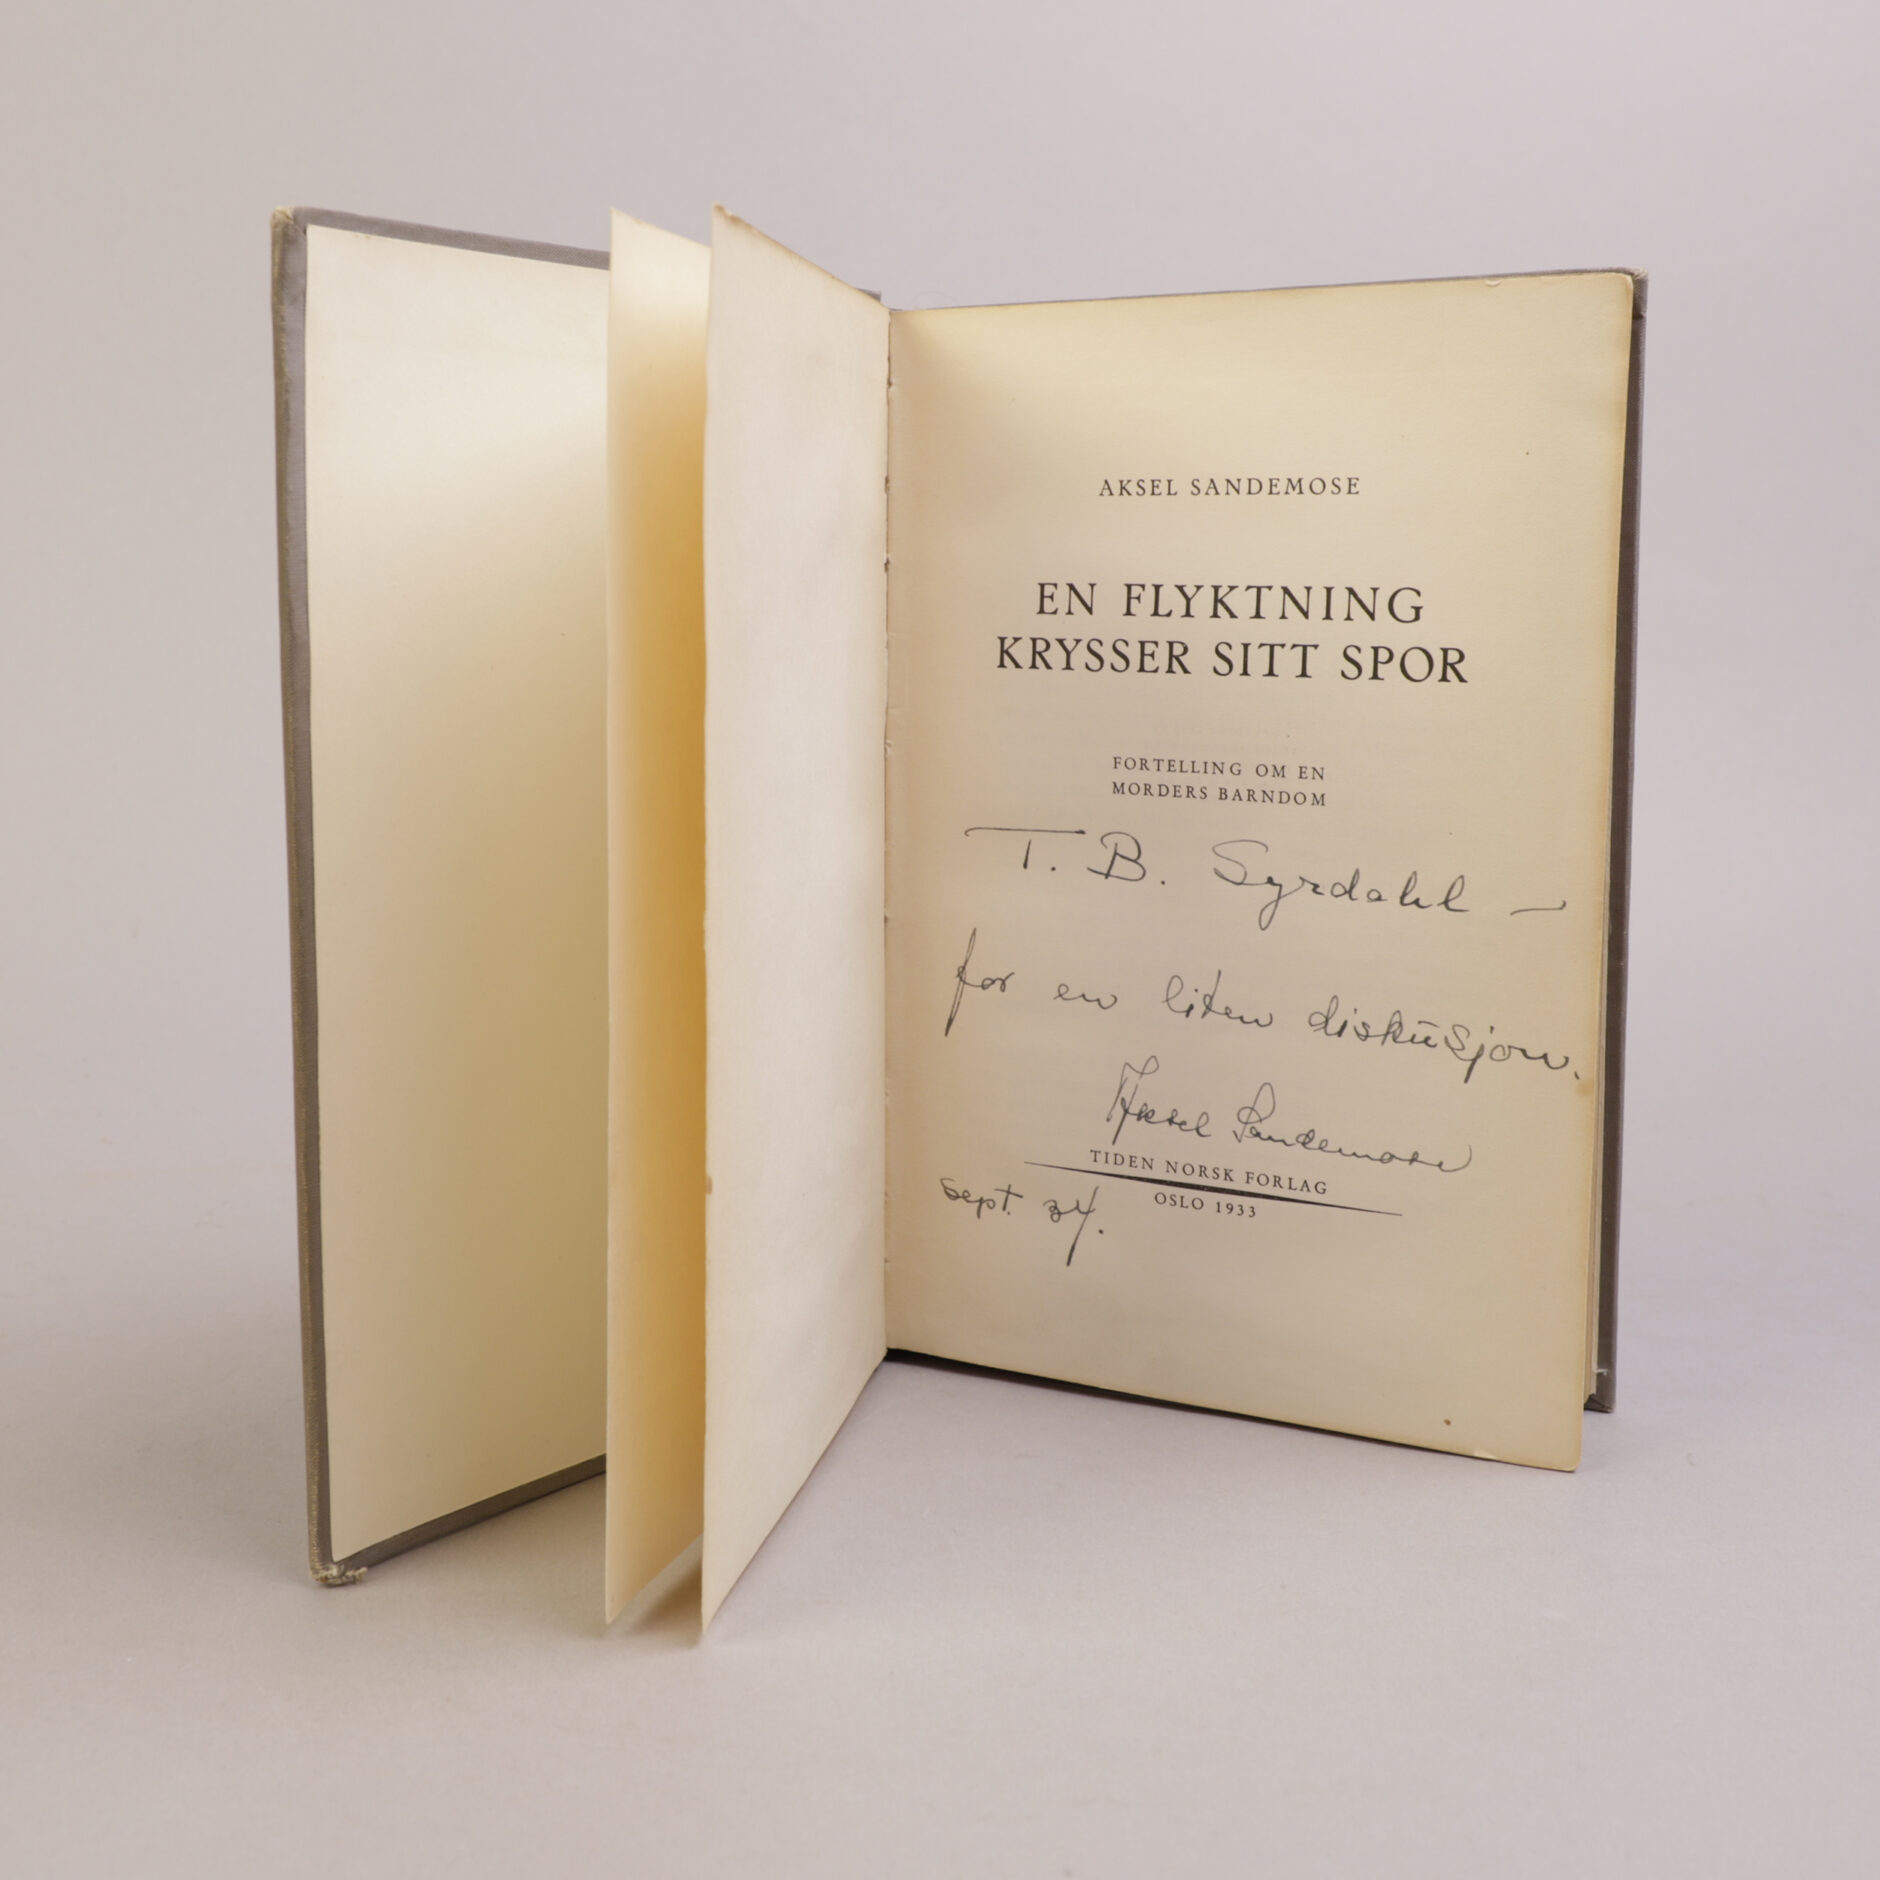 AKSEL SANDEMOSE
EN FLYKTNING
KRYSSER SITT SPOR
FORTELLING OM EN
MORDERS BARNDOM
T. B. Syrdahl —
for en liten diskusjon.
Aksel Sandemose
TIDEN NORSK FORLAG
sept. 34.
OSLO 1933